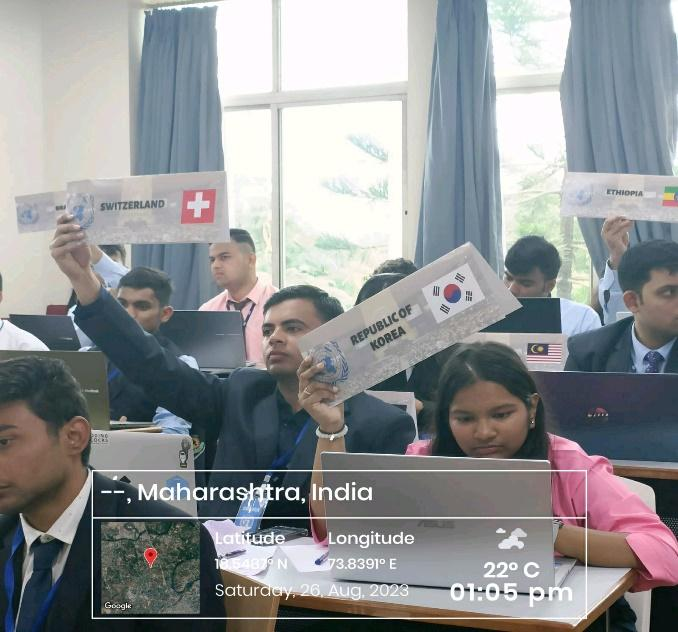 SWITZERLAND
ETHIOPIA
REPUBLIC OF
KOREA
ASUS
--, Maharashtra, India
Latitude
Longitude
18.5487° N
73.8391° E
Saturday, 26, Aug, 2023
22° C
01:05 pm
Google